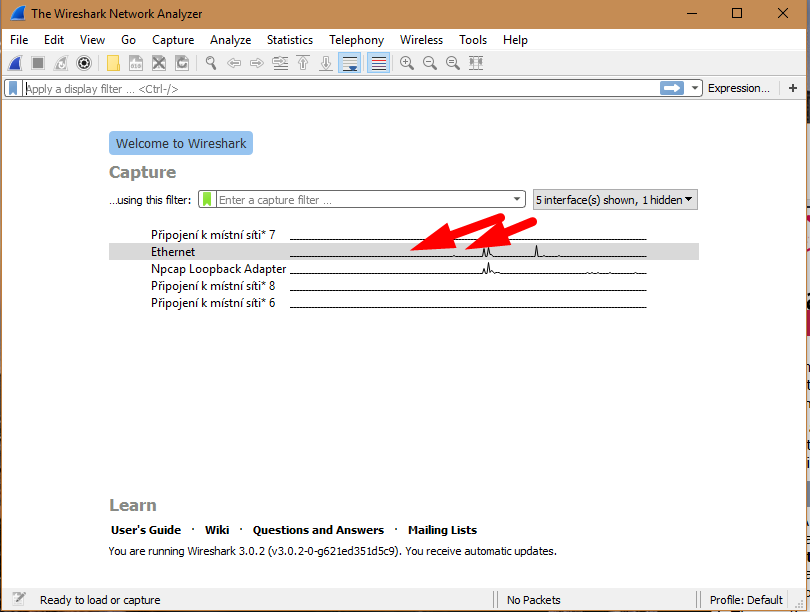 The Wireshark Network Analyzer
File Edit View Go Capture Analyze Statistics Telephony Wireless Tools Help
Apply a display filter ... <Ctrl-/> Expression... +
Welcome to Wireshark
Capture
...using this filter: Enter a capture filter ... 5 interface(s) shown, 1 hidden
Připojení k místní síti* 7
Ethernet
Npcap Loopback Adapter
Připojení k místní síti* 8
Připojení k místní síti* 6
Learn
User's Guide · Wiki · Questions and Answers · Mailing Lists
You are running Wireshark 3.0.2 (v3.0.2-0-g621ed351d5c9). You receive automatic updates.
Ready to load or capture No Packets Profile: Default